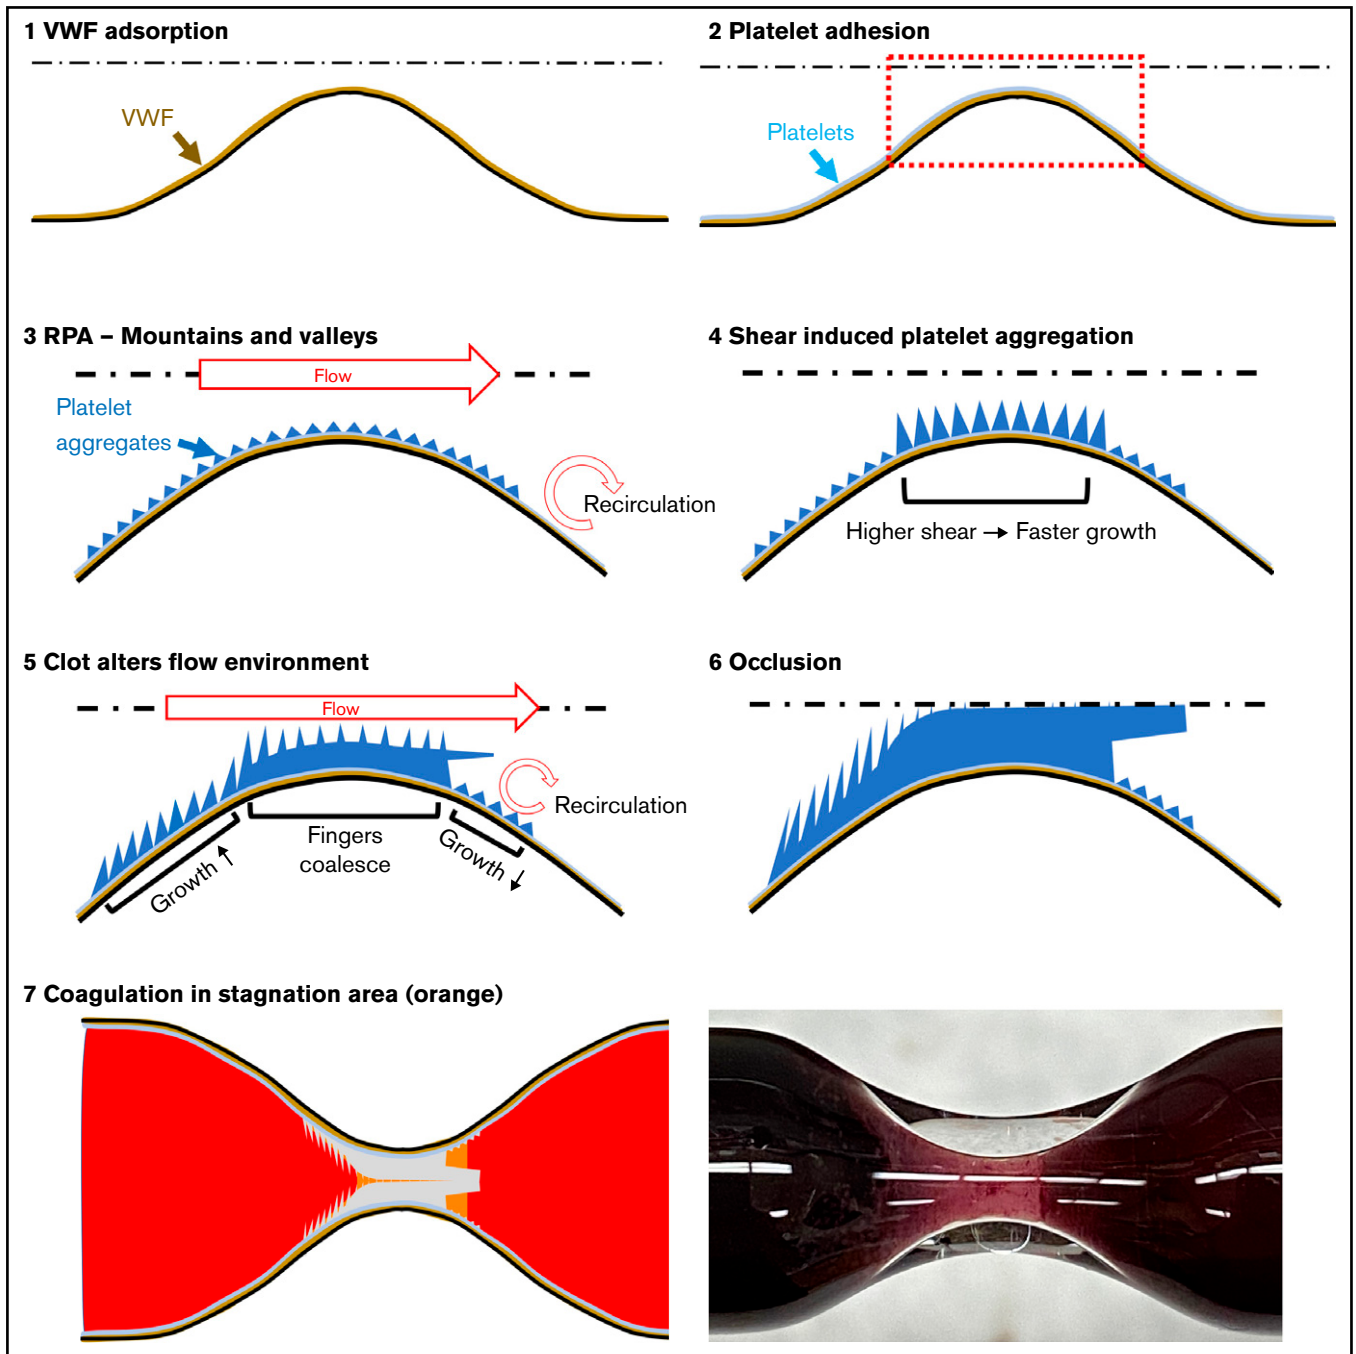 1 VWF adsorption
VWF
2 Platelet adhesion
Platelets
3 RPA – Mountains and valleys
Flow
Platelet
aggregates
Recirculation
4 Shear induced platelet aggregation
Higher shear → Faster growth
5 Clot alters flow environment
Flow
Recirculation
Fingers
coalesce
Growth ↑
Growth ↓
6 Occlusion
7 Coagulation in stagnation area (orange)